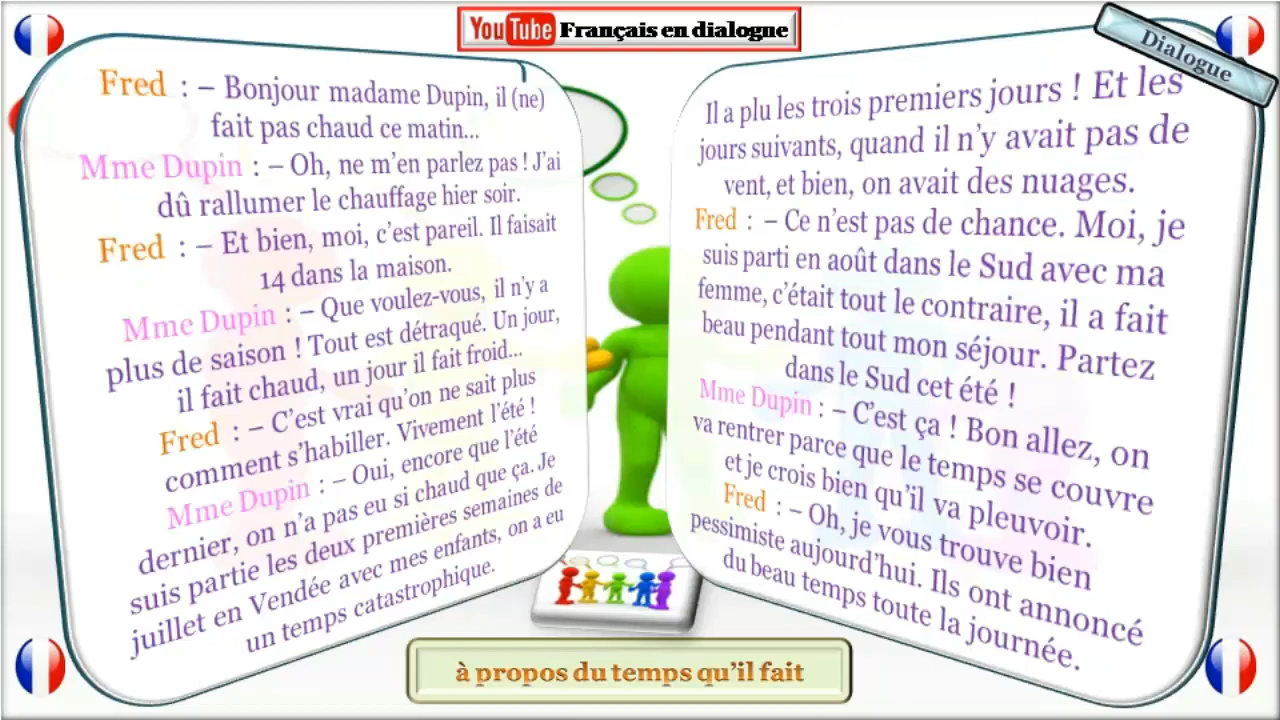 YouTube Français en dialogue
Dialogue
Fred : – Bonjour madame Dupin, il (ne)
fait pas chaud ce matin...
Mme Dupin : – Oh, ne m’en parlez pas ! J’ai
dû rallumer le chauffage hier soir.
Fred : – Et bien, moi, c’est pareil. Il faisait
14 dans la maison.
Mme Dupin : – Que voulez-vous, il n’y a
plus de saison ! Tout est détraqué. Un jour,
il fait chaud, un jour il fait froid...
Fred : – C’est vrai qu’on ne sait plus
comment s’habiller. Vivement l’été !
Mme Dupin : – Oui, encore que l’été
dernier, on n’a pas eu si chaud que ça. Je
suis partie les deux premières semaines de
juillet en Vendée avec mes enfants, on a eu
un temps catastrophique.
Il a plu les trois premiers jours ! Et les
jours suivants, quand il n’y avait pas de
vent, et bien, on avait des nuages.
Fred : – Ce n’est pas de chance. Moi, je
suis parti en août dans le Sud avec ma
femme, c’était tout le contraire, il a fait
beau pendant tout mon séjour. Partez
dans le Sud cet été !
Mme Dupin : – C’est ça ! Bon allez, on
va rentrer parce que le temps se couvre
et je crois bien qu’il va pleuvoir.
Fred : – Oh, je vous trouve bien
pessimiste aujourd’hui. Ils ont annoncé
du beau temps toute la journée.
à propos du temps qu’il fait